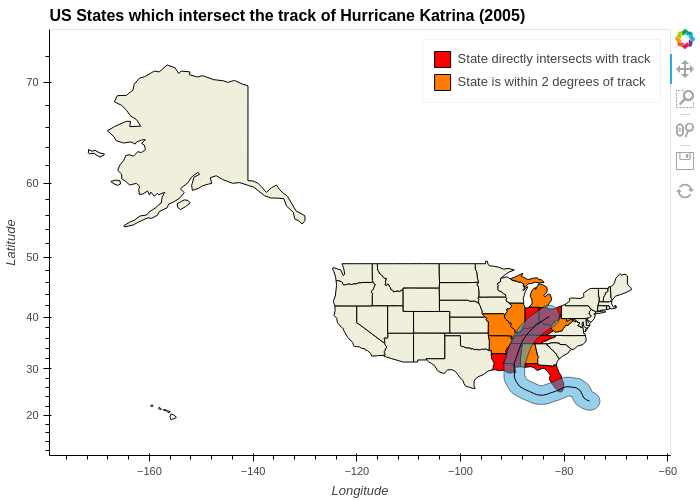 US States which intersect the track of Hurricane Katrina (2005)
State directly intersects with track
State is within 2 degrees of track
70
60
50
40
30
20
Latitude
−160
−140
−120
−100
−80
−60
Longitude